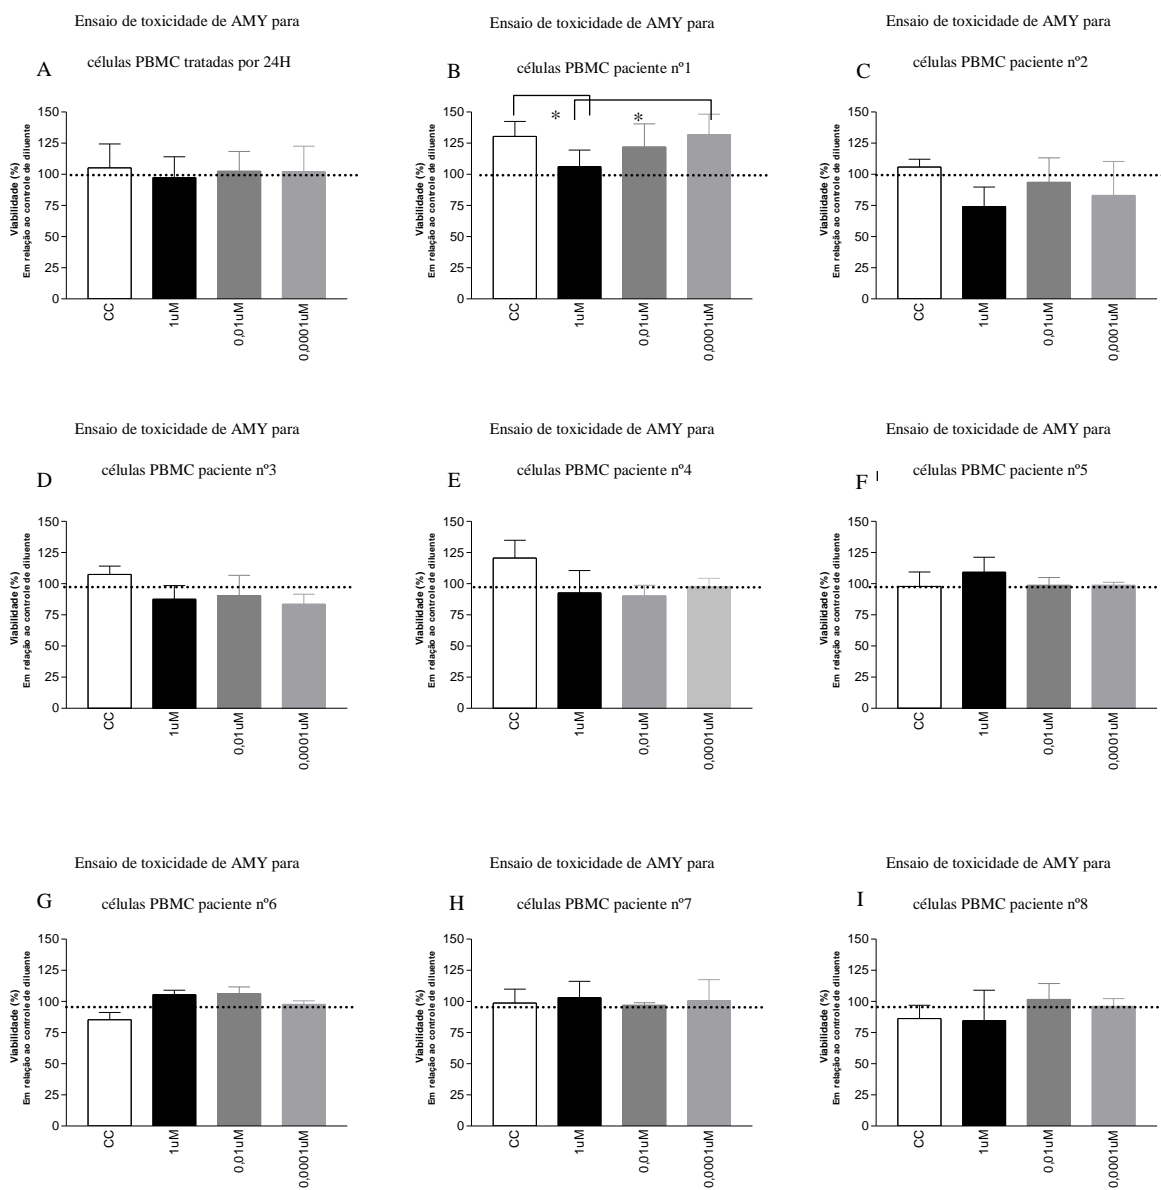 Ensaio de toxicidade de AMY para
A
células PBMC tratadas por 24H
Viabilidade (%)
Em relação ao controle de diluente
150
125
100
75
50
25
0
CC
1uM
0,01uM
0,0001uM
Ensaio de toxicidade de AMY para
B
células PBMC paciente nº1
* *
Viabilidade (%)
Em relação ao controle de diluente
150
125
100
75
50
25
0
CC
1uM
0,01uM
0,0001uM
Ensaio de toxicidade de AMY para
C
células PBMC paciente nº2
Viabilidade (%)
Em relação ao controle de diluente
150
125
100
75
50
25
0
CC
1uM
0,01uM
0,0001uM
Ensaio de toxicidade de AMY para
D
células PBMC paciente nº3
Viabilidade (%)
Em relação ao controle de diluente
150
125
100
75
50
25
0
CC
1uM
0,01uM
0,0001uM
Ensaio de toxicidade de AMY para
E
células PBMC paciente nº4
Viabilidade (%)
Em relação ao controle de diluente
150
125
100
75
50
25
0
CC
1uM
0,01uM
0,0001uM
Ensaio de toxicidade de AMY para
F
células PBMC paciente nº5
Viabilidade (%)
Em relação ao controle de diluente
150
125
100
75
50
25
0
CC
1uM
0,01uM
0,0001uM
Ensaio de toxicidade de AMY para
G
células PBMC paciente nº6
Viabilidade (%)
Em relação ao controle de diluente
150
125
100
75
50
25
0
CC
1uM
0,01uM
0,0001uM
Ensaio de toxicidade de AMY para
H
células PBMC paciente nº7
Viabilidade (%)
Em relação ao controle de diluente
150
125
100
75
50
25
0
CC
1uM
0,01uM
0,0001uM
Ensaio de toxicidade de AMY para
I
células PBMC paciente nº8
Viabilidade (%)
Em relação ao controle de diluente
150
125
100
75
50
25
0
CC
1uM
0,01uM
0,0001uM